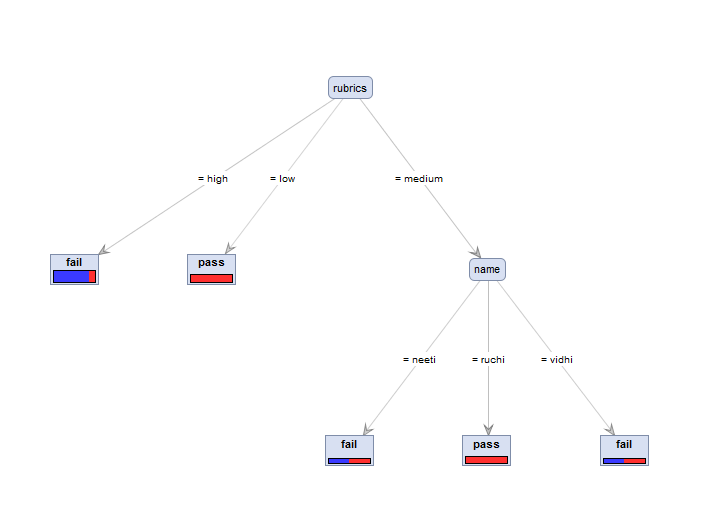 rubrics
= high
= low
= medium
fail
pass
name
= neeti
= ruchi
= vidhi
fail
pass
fail